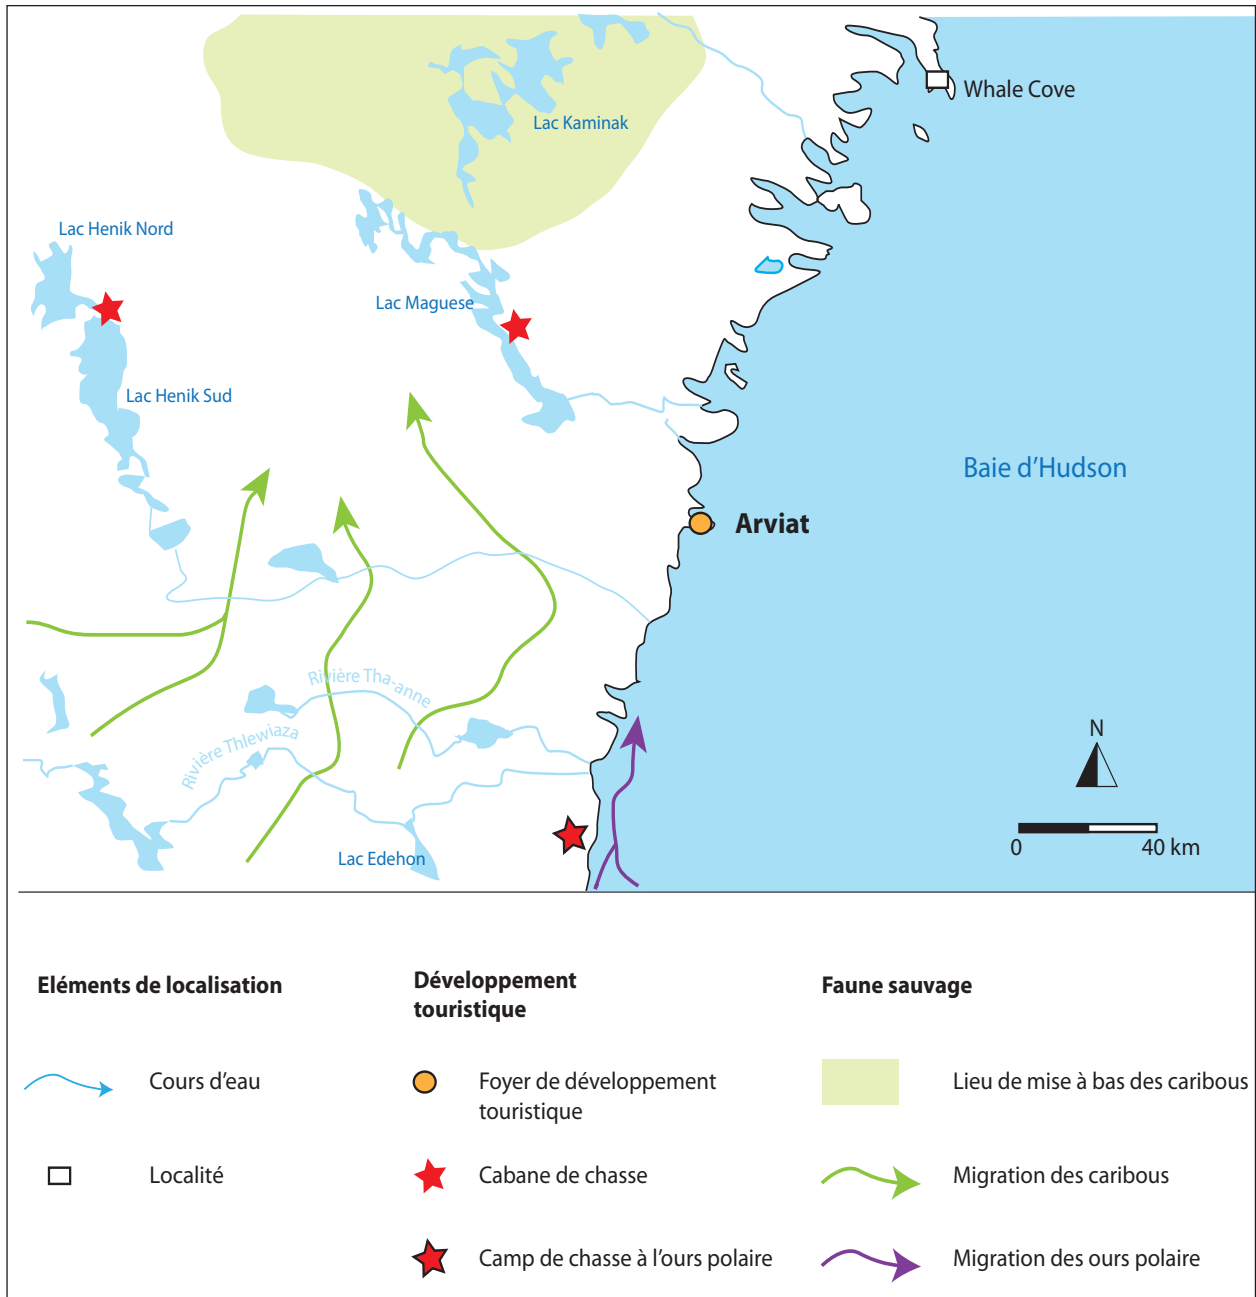 Whale Cove
Lac Kaminak
Lac Henik Nord
Lac Maguese
Lac Henik Sud
Baie d'Hudson
Arviat
Rivière Tha-anne
Rivière Thlewiaza
N
0 40 km
Lac Edehon
Eléments de localisation
Cours d'eau
Localité
Développement
touristique
Foyer de développement
touristique
Cabane de chasse
Camp de chasse à l'ours polaire
Faune sauvage
Lieu de mise à bas des caribous
Migration des caribous
Migration des ours polaire